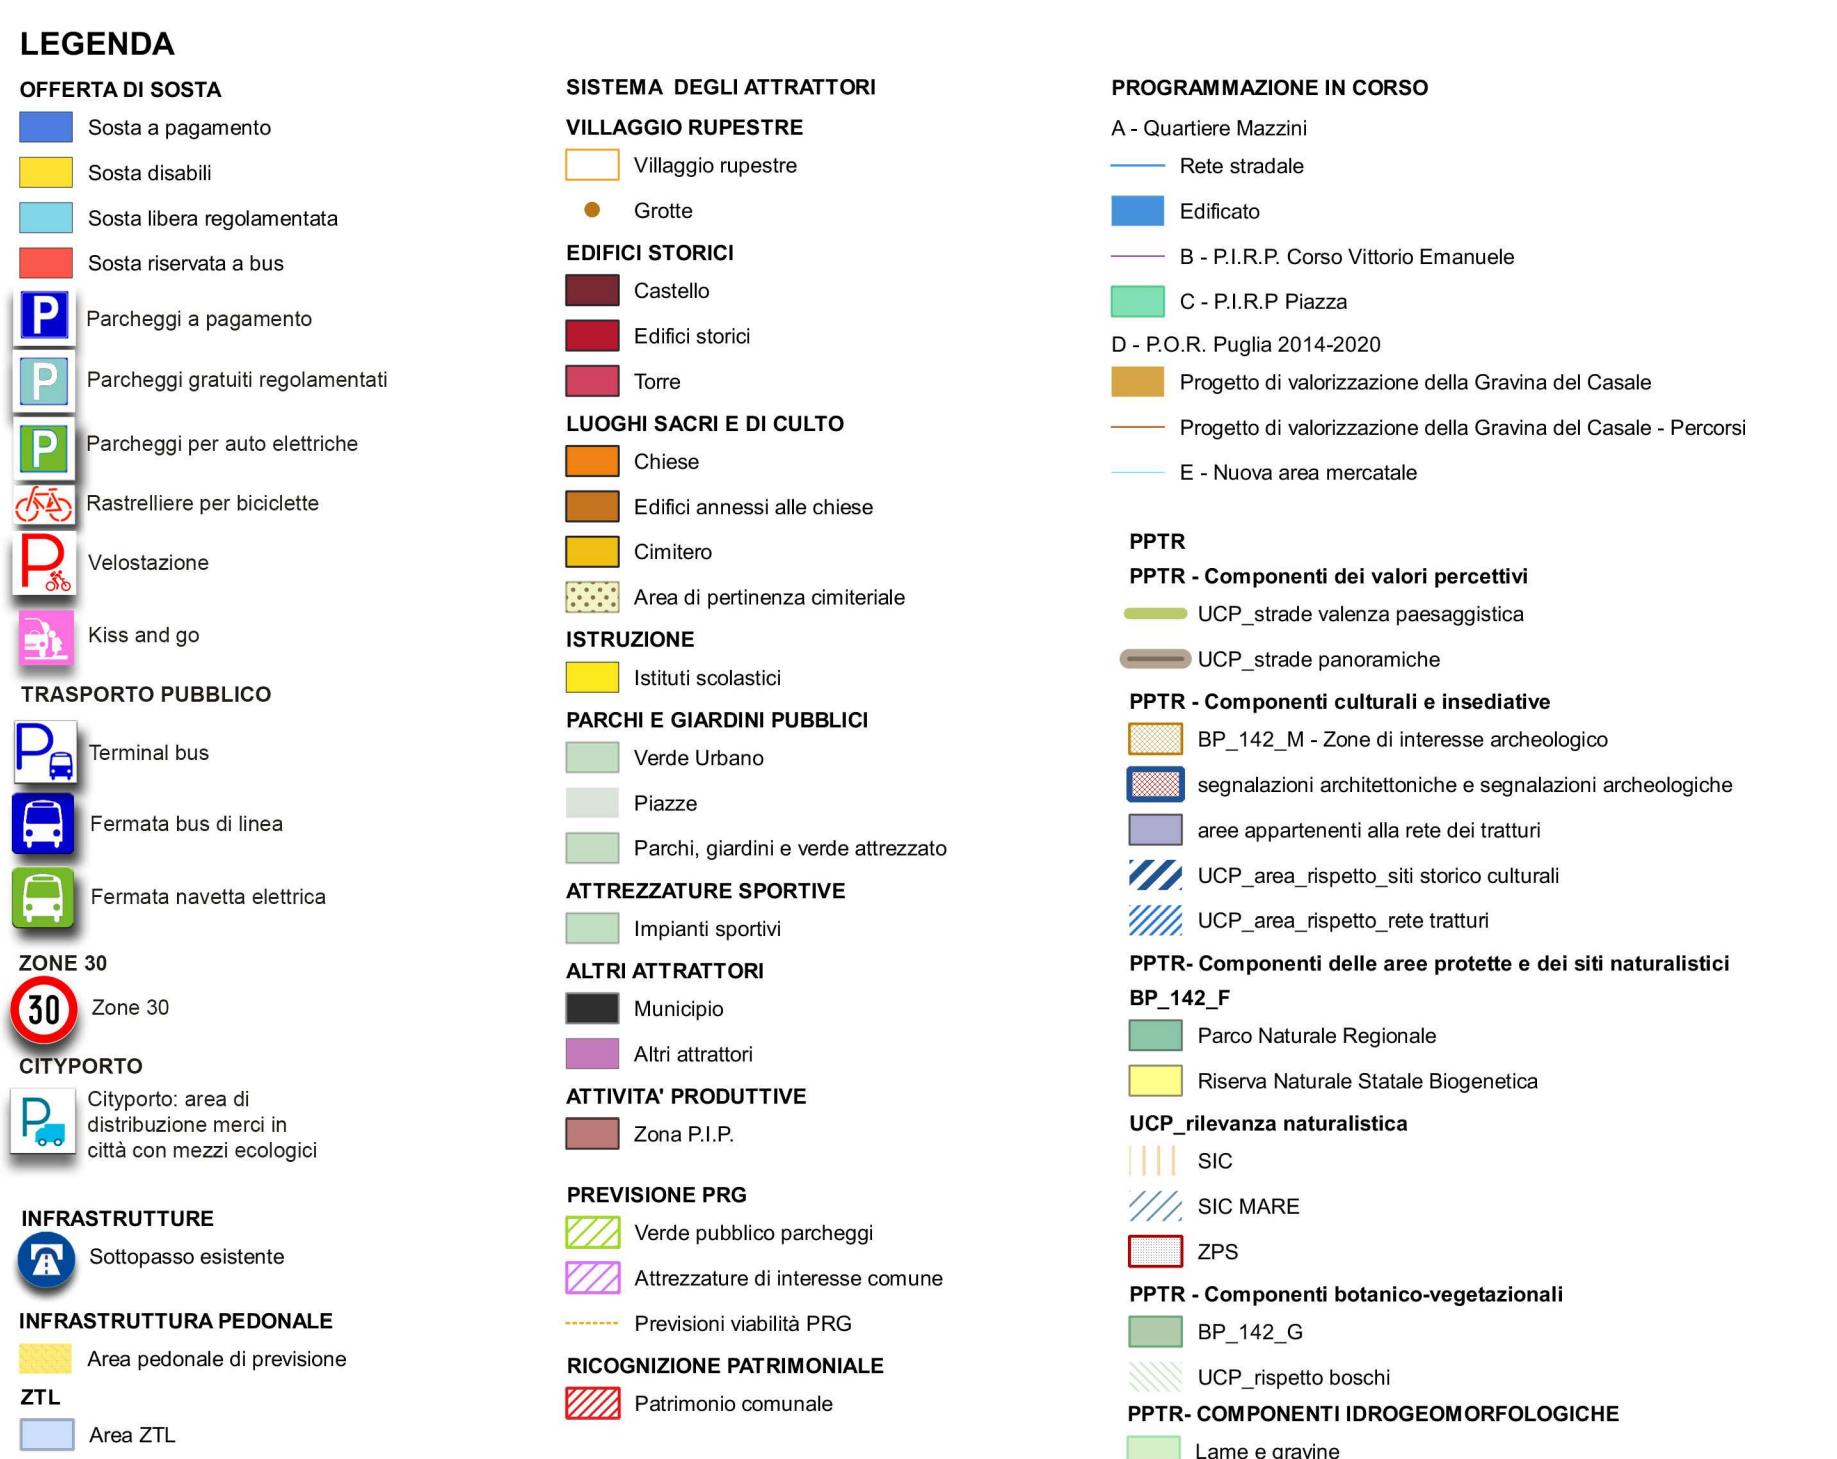 LEGENDA
OFFERTA DI SOSTA
Sosta a pagamento
Sosta disabili
Sosta libera regolamentata
Sosta riservata a bus
P
Parcheggi a pagamento
P
Parcheggi gratuiti regolamentati
P
Parcheggi per auto elettriche
Rastrelliere per biciclette
P
Velostazione
Kiss and go
TRASPORTO PUBBLICO
P
Terminal bus
Fermata bus di linea
Fermata navetta elettrica
ZONE 30
30
Zone 30
CITYPORTO
P
Cityporto: area di
distribuzione merci in
città con mezzi ecologici
INFRASTRUTTURE
Sottopasso esistente
INFRASTRUTTURA PEDONALE
Area pedonale di previsione
ZTL
Area ZTL
SISTEMA DEGLI ATTRATTORI
VILLAGGIO RUPESTRE
Villaggio rupestre
Grotte
EDIFICI STORICI
Castello
Edifici storici
Torre
LUOGHI SACRI E DI CULTO
Chiese
Edifici annessi alle chiese
Cimitero
Area di pertinenza cimiteriale
ISTRUZIONE
Istituti scolastici
PARCHI E GIARDINI PUBBLICI
Verde Urbano
Piazze
Parchi, giardini e verde attrezzato
ATTREZZATURE SPORTIVE
Impianti sportivi
ALTRI ATTRATTORI
Municipio
Altri attrattori
ATTIVITA' PRODUTTIVE
Zona P.I.P.
PREVISIONE PRG
Verde pubblico parcheggi
Attrezzature di interesse comune
Previsioni viabilità PRG
RICOGNIZIONE PATRIMONIALE
Patrimonio comunale
PROGRAMMAZIONE IN CORSO
A - Quartiere Mazzini
Rete stradale
Edificato
B - P.I.R.P. Corso Vittorio Emanuele
C - P.I.R.P Piazza
D - P.O.R. Puglia 2014-2020
Progetto di valorizzazione della Gravina del Casale
Progetto di valorizzazione della Gravina del Casale - Percorsi
E - Nuova area mercatale
PPTR
PPTR - Componenti dei valori percettivi
UCP_strade valenza paesaggistica
UCP_strade panoramiche
PPTR - Componenti culturali e insediative
BP_142_M - Zone di interesse archeologico
segnalazioni architettoniche e segnalazioni archeologiche
aree appartenenti alla rete dei tratturi
UCP_area_rispetto_siti storico culturali
UCP_area_rispetto_rete tratturi
PPTR- Componenti delle aree protette e dei siti naturalistici
BP_142_F
Parco Naturale Regionale
Riserva Naturale Statale Biogenetica
UCP_rilevanza naturalistica
SIC
SIC MARE
ZPS
PPTR - Componenti botanico-vegetazionali
BP_142_G
UCP_rispetto boschi
PPTR- COMPONENTI IDROGEOMORFOLOGICHE
Lame e gravine